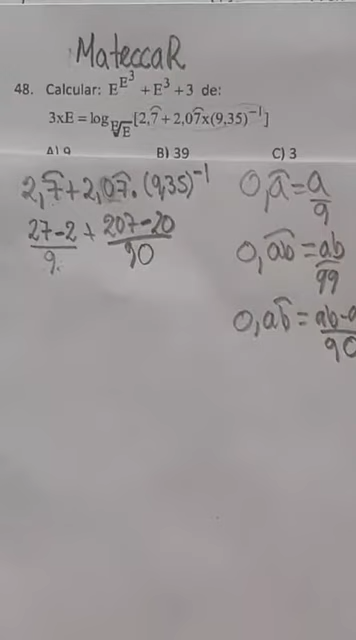 MateccaR
48. Calcular: E^E^3 + E^3 + 3 de:
3xE = log_∛E [2,7̂ + 2,07̂x(9,35)^-1]
A) 9 B) 39 C) 3
2,7̂ + 2,07̂ . (9,35)^-1 0,â = a/9
27-2/9 + 207-20/90 0,ab̂ = ab/99
0,ab̂ = ab-a/90